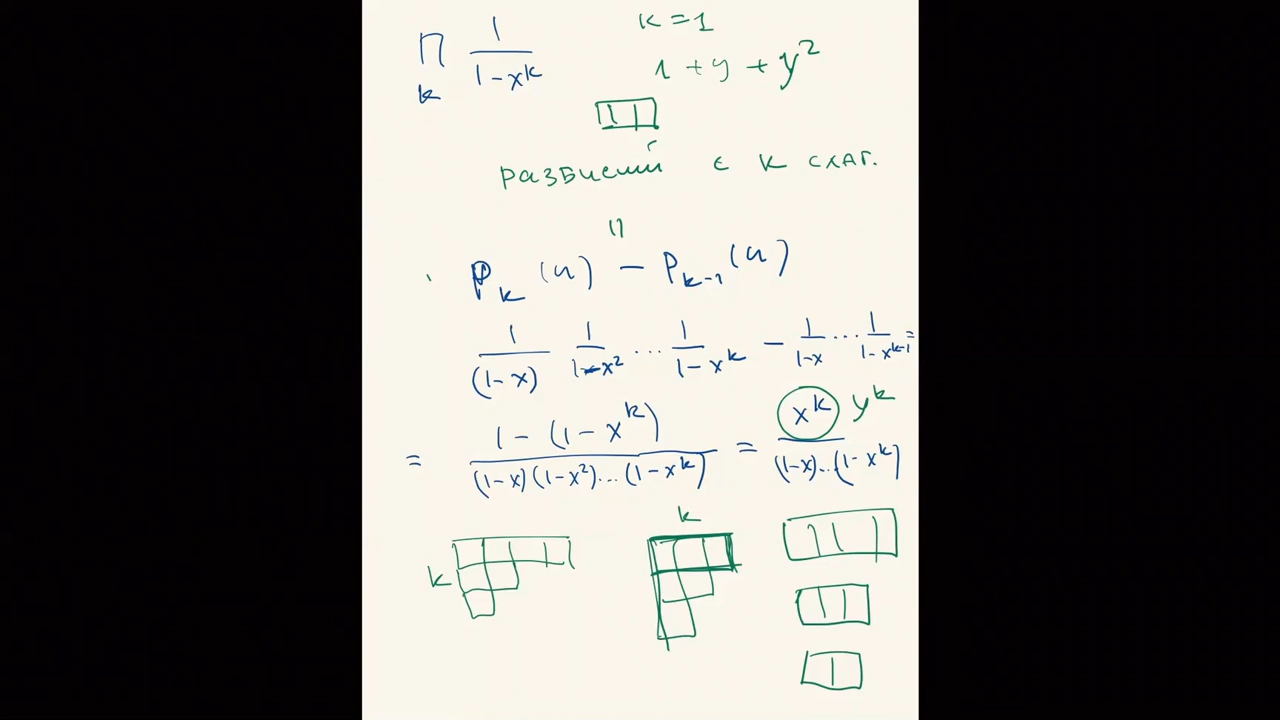 ∏ 1/(1-x^k)
k
k=1
1 + y + y²
разбиений с k слаг.
||
P_k (n) - P_{k-1} (n)
1/(1-x) 1/(1-x²) ... 1/(1-x^k) - 1/(1-x) ... 1/(1-x^{k-1}) =
= (1 - (1-x^k))/((1-x)(1-x²)...(1-x^k)) = x^k y^k/((1-x)...(1-x^k))
k
k